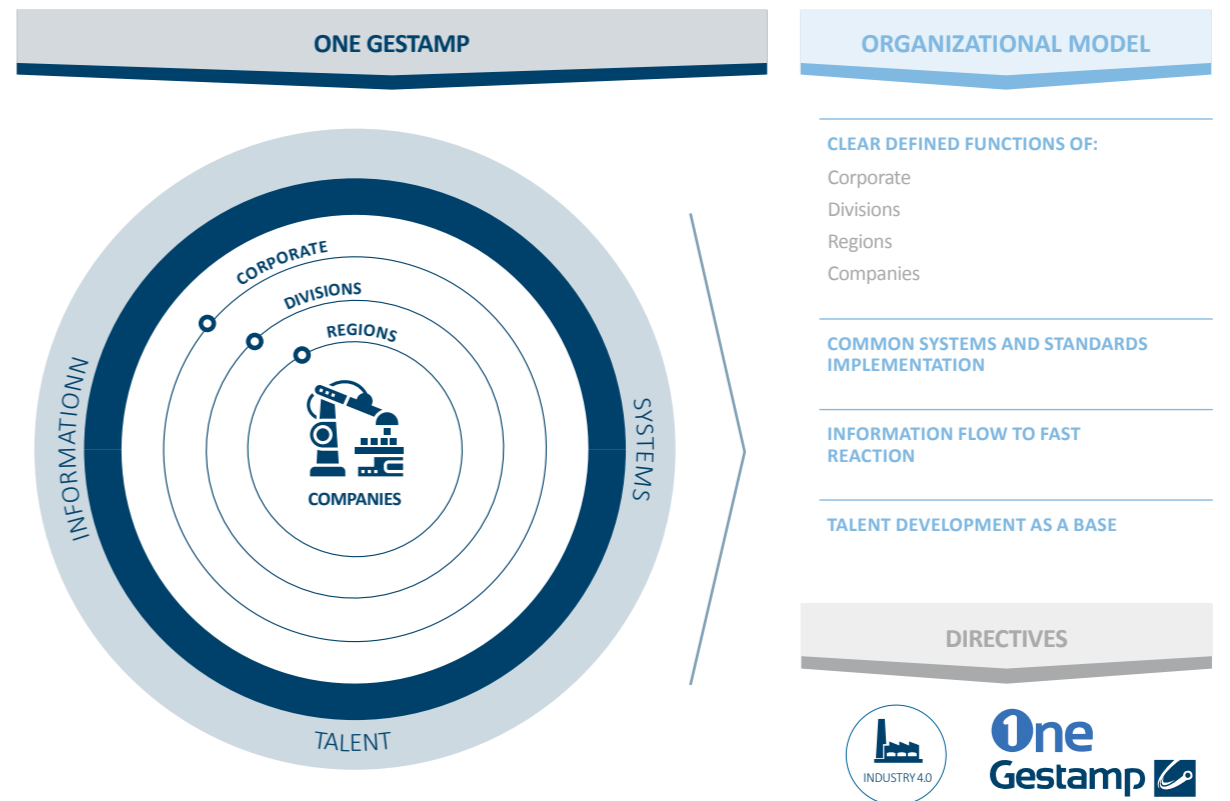 ONE GESTAMP
CORPORATE
DIVISIONS
REGIONS
COMPANIES
INFORMATIONN
SYSTEMS
TALENT
ORGANIZATIONAL MODEL
CLEAR DEFINED FUNCTIONS OF:
Corporate
Divisions
Regions
Companies
COMMON SYSTEMS AND STANDARDS
IMPLEMENTATION
INFORMATION FLOW TO FAST
REACTION
TALENT DEVELOPMENT AS A BASE
DIRECTIVES
INDUSTRY 4.0
One
Gestamp